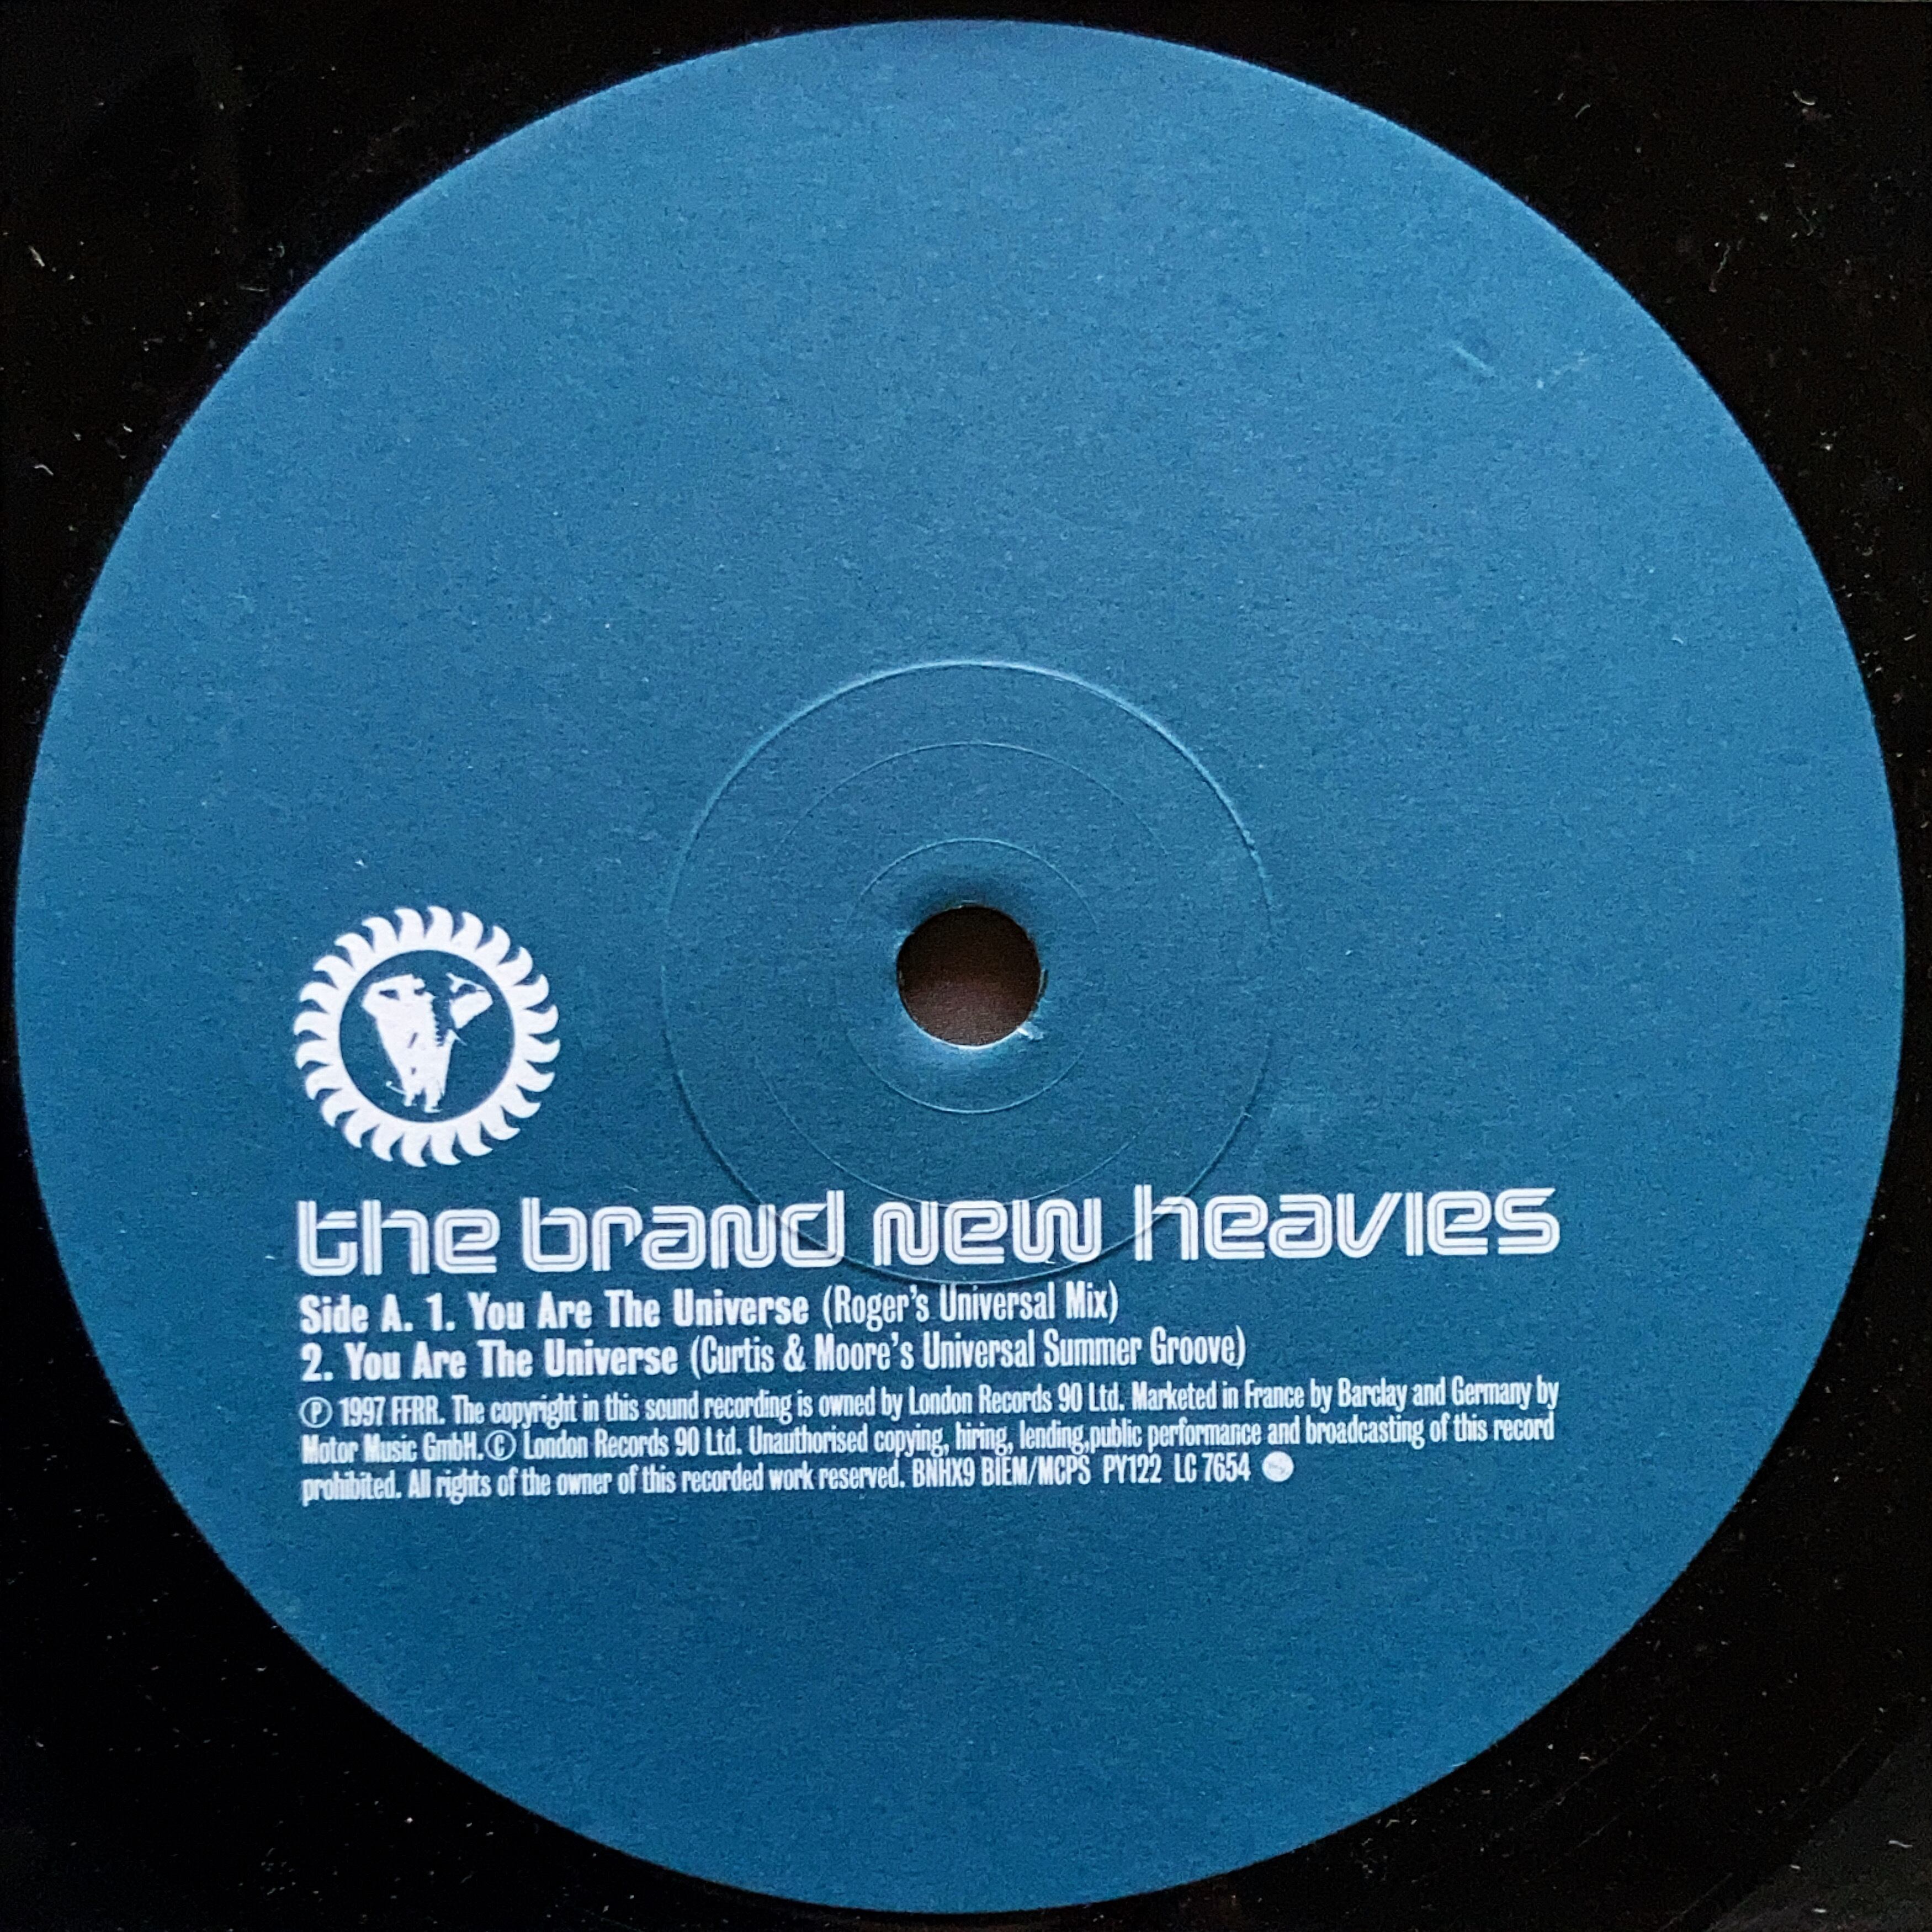 the brand new heavies
Side A. 1. You Are The Universe (Roger's Universal Mix)
2. You Are The Universe (Curtis & Moore's Universal Summer Groove)
Ⓟ 1997 FFRR. The copyright in this sound recording is owned by London Records 90 Ltd. Marketed in France by Barclay and Germany by
Motor Music GmbH.© London Records 90 Ltd. Unauthorised copying, hiring, lending,public performance and broadcasting of this record
prohibited. All rights of the owner of this recorded work reserved. BNHX9 BIEM/MCPS PY122 LC 7654